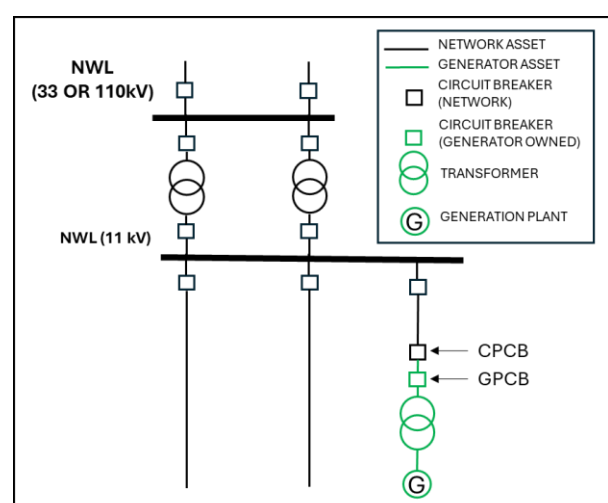 NWL
(33 OR 110kV)
NWL (11 kV)
NETWORK ASSET
GENERATOR ASSET
CIRCUIT BREAKER
(NETWORK)
CIRCUIT BREAKER
(GENERATOR OWNED)
TRANSFORMER
G
GENERATION PLANT
CPCB
GPCB
G